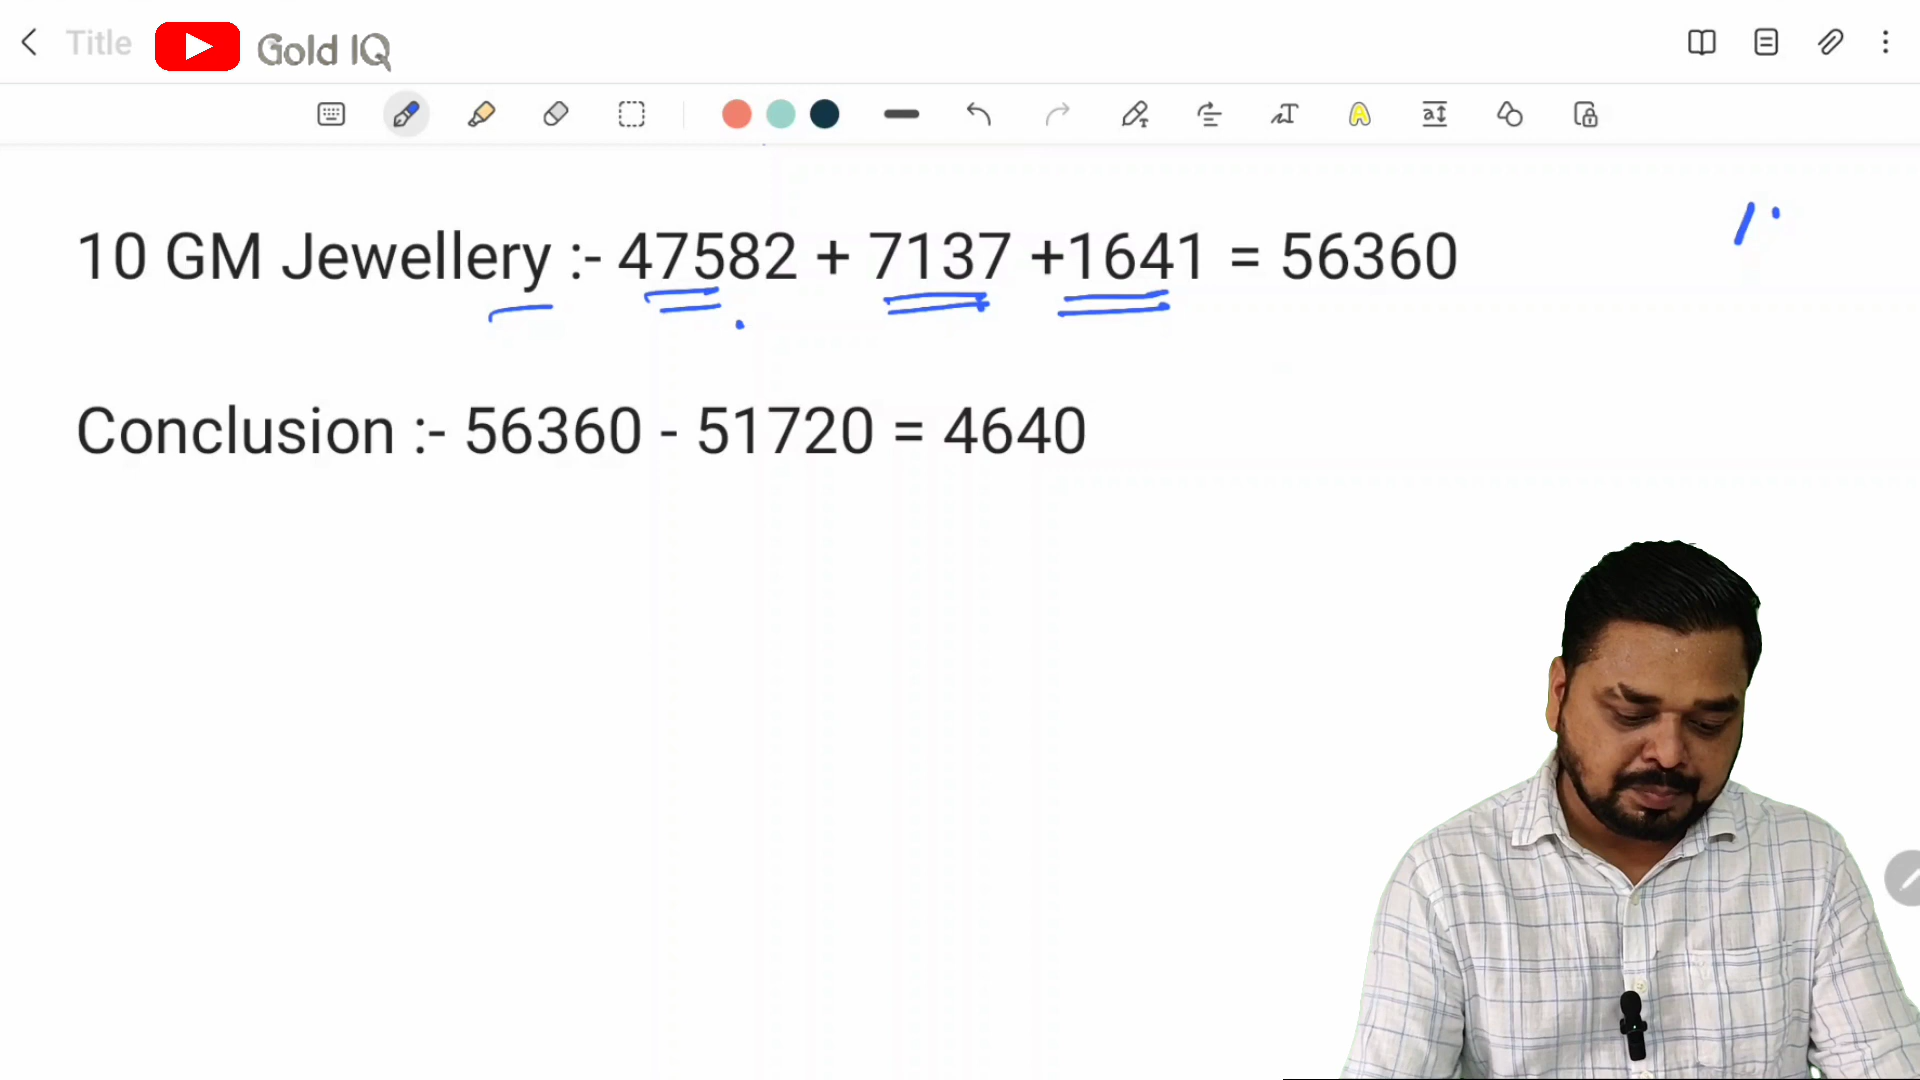 Title Gold IQ
10 GM Jewellery :- 47582 + 7137 +1641 = 56360
Conclusion :- 56360 - 51720 = 4640